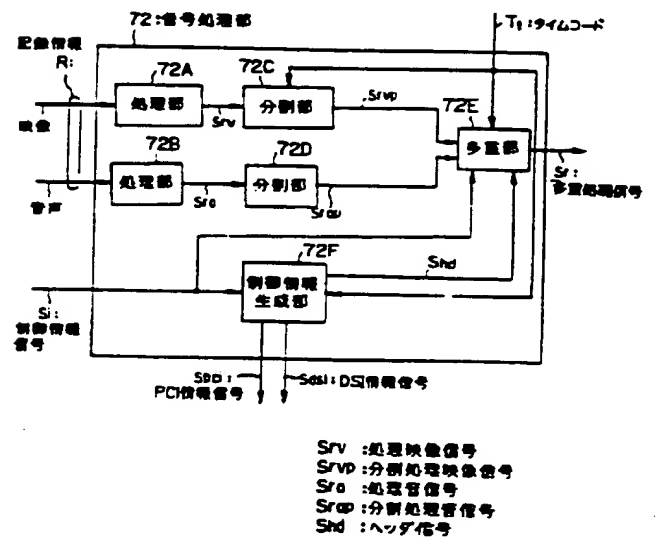 72:信号処理部
Tt:タイムコード
記録情報
R:
72A
処理部
72C
分割部
72E
多重部
Srv
Srvp
映像
72B
処理部
72D
分割部
Sra
Srap
音声
Sr:
多重処理信号
72F
制御情報
生成部
Shd
Si:
制御情報
信号
Spci:
PCI情報信号
Sdsi:DSI情報信号
Srv :処理映像信号
Srvp :分割処理映像信号
Sra :処理音信号
Srap :分割処理音信号
Shd :ヘッダ信号